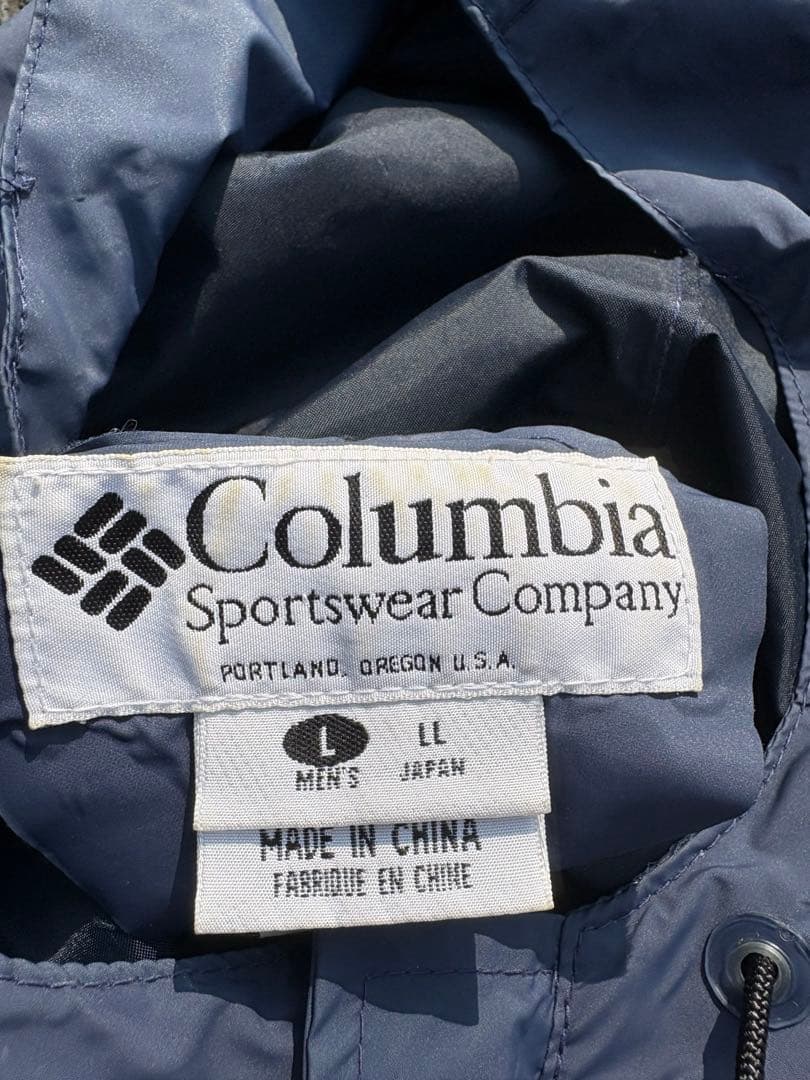 Columbia
Sportswear Company
PORTLAND, OREGON U.S.A.
L LL
MEN'S JAPAN
MADE IN CHINA
FABRIQUE EN CHINE